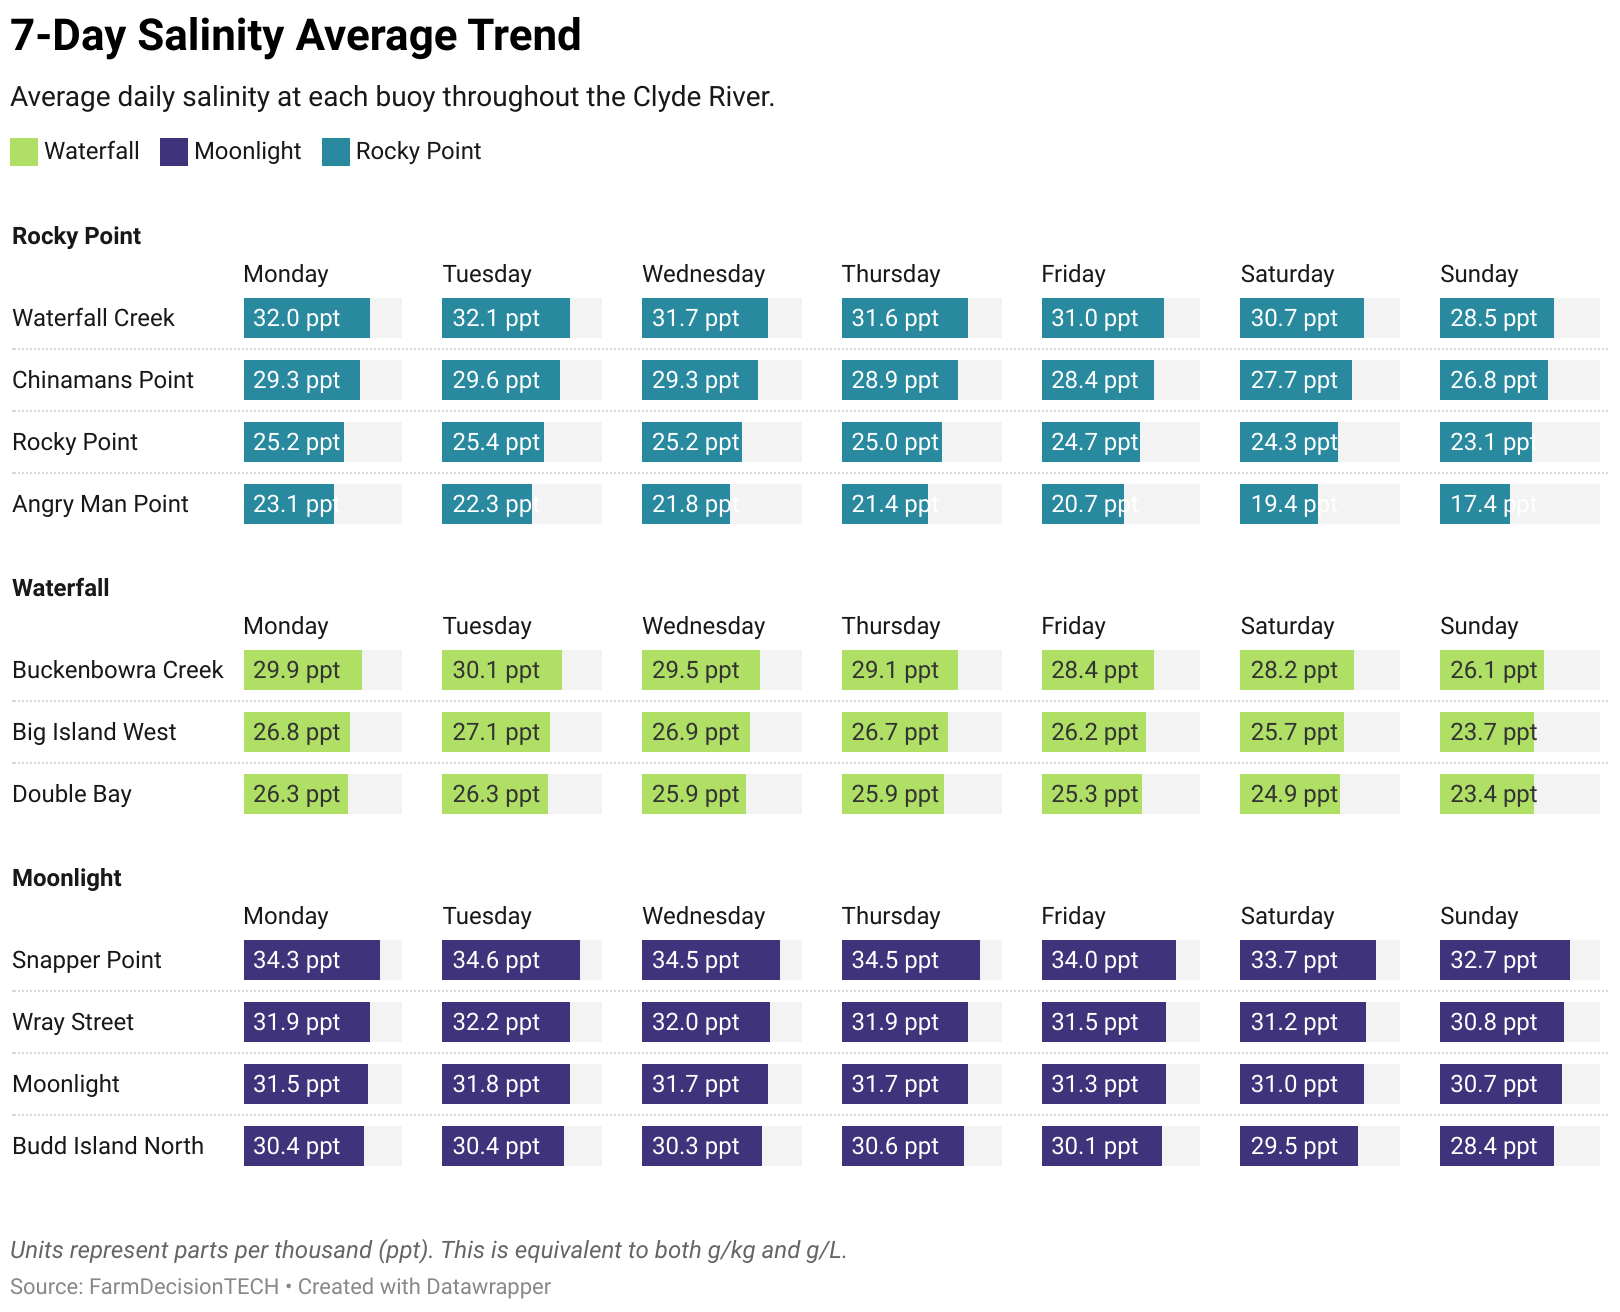 7-Day Salinity Average Trend
Average daily salinity at each buoy throughout the Clyde River.
Waterfall Moonlight Rocky Point
Rocky Point
Monday Tuesday Wednesday Thursday Friday Saturday Sunday
Waterfall Creek 32.0 ppt 32.1 ppt 31.7 ppt 31.6 ppt 31.0 ppt 30.7 ppt 28.5 ppt
Chinamans Point 29.3 ppt 29.6 ppt 29.3 ppt 28.9 ppt 28.4 ppt 27.7 ppt 26.8 ppt
Rocky Point 25.2 ppt 25.4 ppt 25.2 ppt 25.0 ppt 24.7 ppt 24.3 ppt 23.1 ppt
Angry Man Point 23.1 ppt 22.3 ppt 21.8 ppt 21.4 ppt 20.7 ppt 19.4 ppt 17.4 ppt
Waterfall
Monday Tuesday Wednesday Thursday Friday Saturday Sunday
Buckenbowra Creek 29.9 ppt 30.1 ppt 29.5 ppt 29.1 ppt 28.4 ppt 28.2 ppt 26.1 ppt
Big Island West 26.8 ppt 27.1 ppt 26.9 ppt 26.7 ppt 26.2 ppt 25.7 ppt 23.7 ppt
Double Bay 26.3 ppt 26.3 ppt 25.9 ppt 25.9 ppt 25.3 ppt 24.9 ppt 23.4 ppt
Moonlight
Monday Tuesday Wednesday Thursday Friday Saturday Sunday
Snapper Point 34.3 ppt 34.6 ppt 34.5 ppt 34.5 ppt 34.0 ppt 33.7 ppt 32.7 ppt
Wray Street 31.9 ppt 32.2 ppt 32.0 ppt 31.9 ppt 31.5 ppt 31.2 ppt 30.8 ppt
Moonlight 31.5 ppt 31.8 ppt 31.7 ppt 31.7 ppt 31.3 ppt 31.0 ppt 30.7 ppt
Budd Island North 30.4 ppt 30.4 ppt 30.3 ppt 30.6 ppt 30.1 ppt 29.5 ppt 28.4 ppt
Units represent parts per thousand (ppt). This is equivalent to both g/kg and g/L.
Source: FarmDecisionTECH • Created with Datawrapper